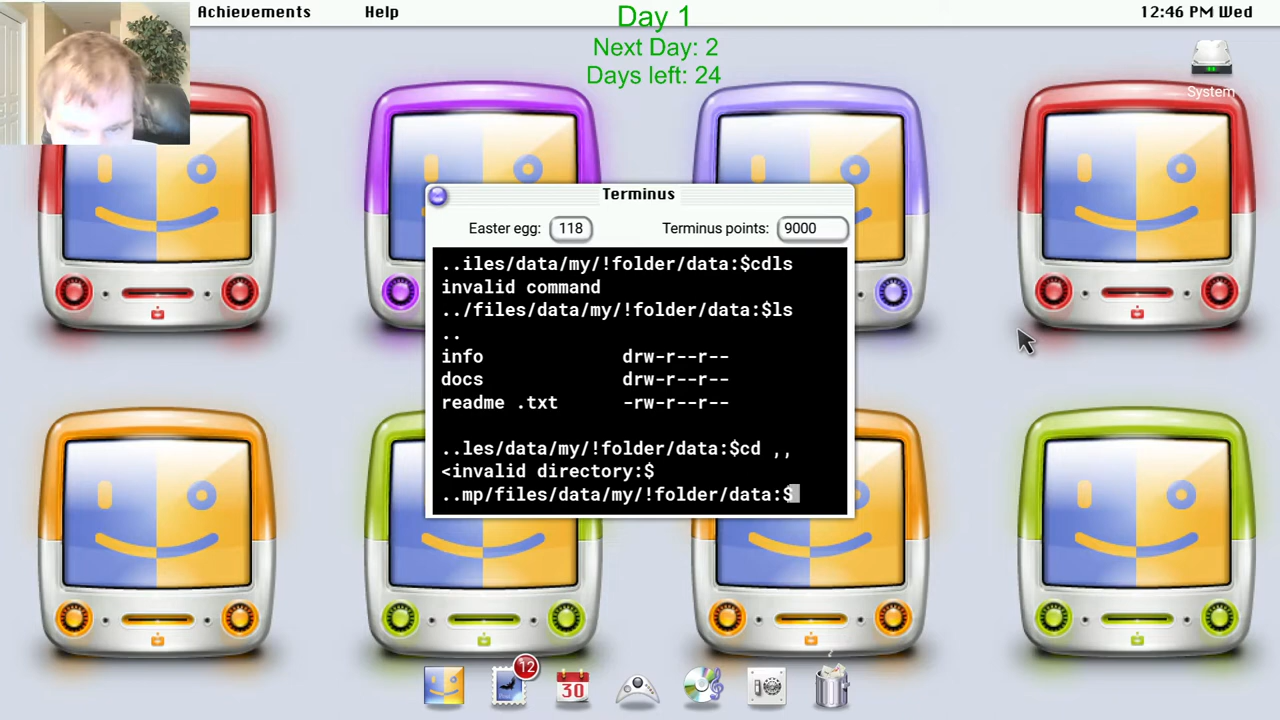 Achievements Help Day 1 12:46 PM Wed
Next Day: 2
Days left: 24
System
Terminus
Easter egg: 118 Terminus points: 9000
..iles/data/my/!folder/data:$cdls
invalid command
../files/data/my/!folder/data:$ls
..
info drw-r--r--
docs drw-r--r--
readme .txt -rw-r--r--
..les/data/my/!folder/data:$cd ,,
<invalid directory:$
..mp/files/data/my/!folder/data:$
12
30